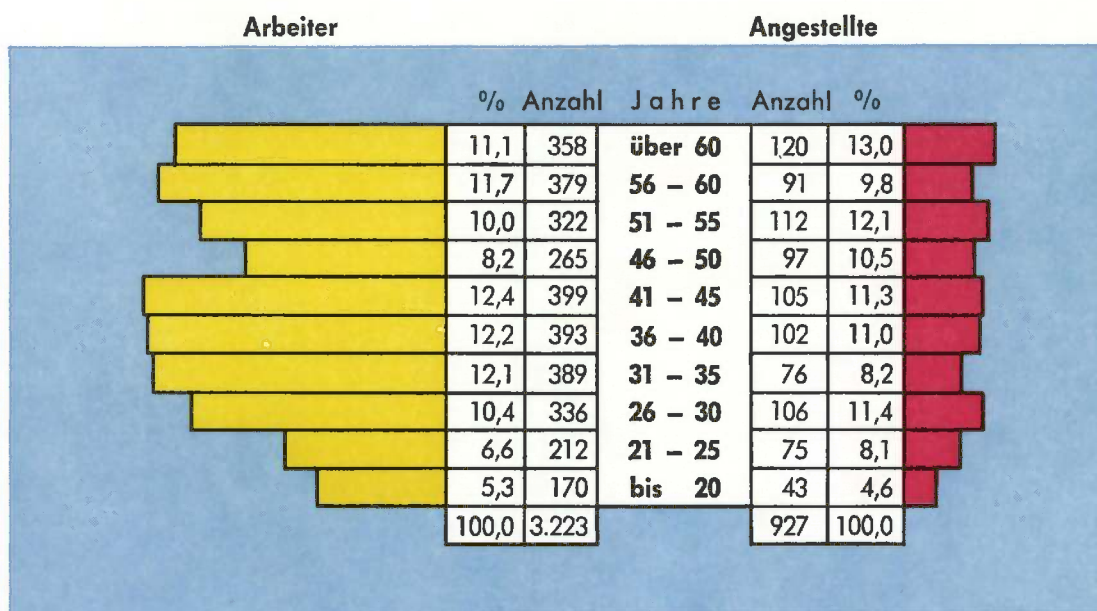 Arbeiter Angestellte
% Anzahl Jahre Anzahl %
11,1 358 über 60 120 13,0
11,7 379 56 – 60 91 9,8
10,0 322 51 – 55 112 12,1
8,2 265 46 – 50 97 10,5
12,4 399 41 – 45 105 11,3
12,2 393 36 – 40 102 11,0
12,1 389 31 – 35 76 8,2
10,4 336 26 – 30 106 11,4
6,6 212 21 – 25 75 8,1
5,3 170 bis 20 43 4,6
100,0 3.223 927 100,0